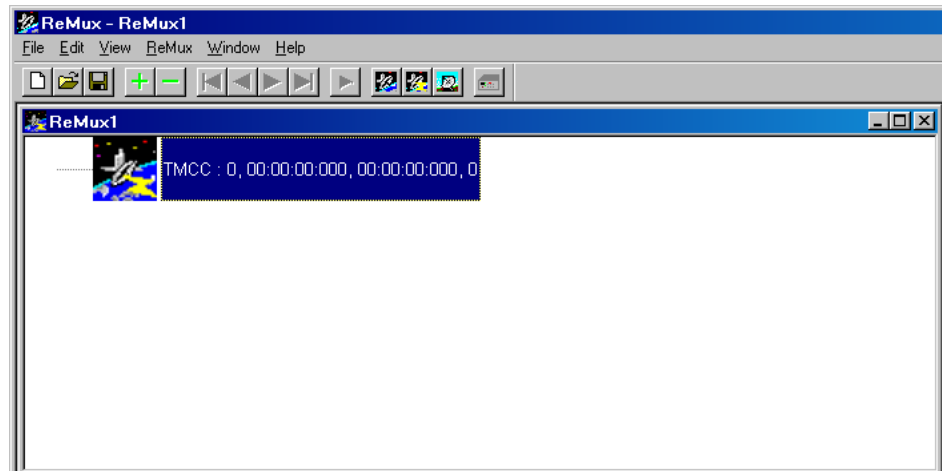 ReMux - ReMux1
File Edit View ReMux Window Help
ReMux1
TMCC : 0, 00:00:00:000, 00:00:00:000, 0